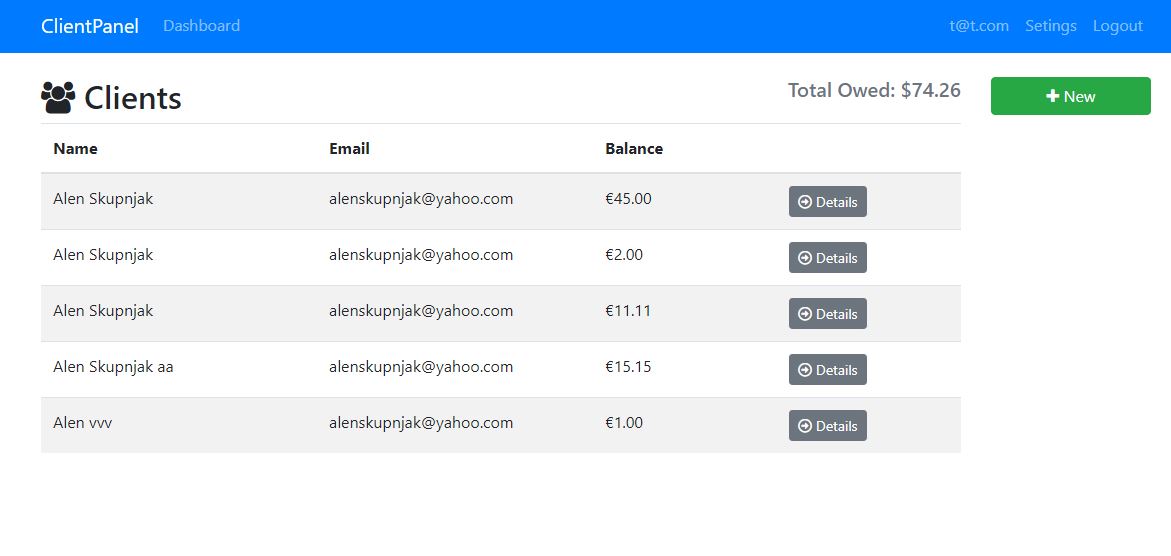 ClientPanel Dashboard t@t.com Setings Logout
Clients Total Owed: $74.26 New
Name Email Balance
Alen Skupnjak alenskupnjak@yahoo.com €45.00 Details
Alen Skupnjak alenskupnjak@yahoo.com €2.00 Details
Alen Skupnjak alenskupnjak@yahoo.com €11.11 Details
Alen Skupnjak aa alenskupnjak@yahoo.com €15.15 Details
Alen vvv alenskupnjak@yahoo.com €1.00 Details